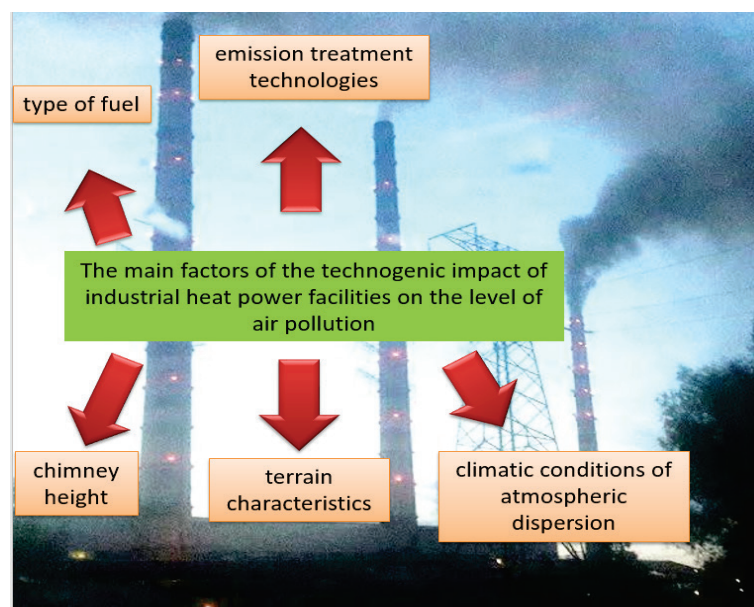 emission treatment
technologies
type of fuel
The main factors of the technogenic impact of
industrial heat power facilities on the level of
air pollution
chimney
height
terrain
characteristics
climatic conditions of
atmospheric
dispersion